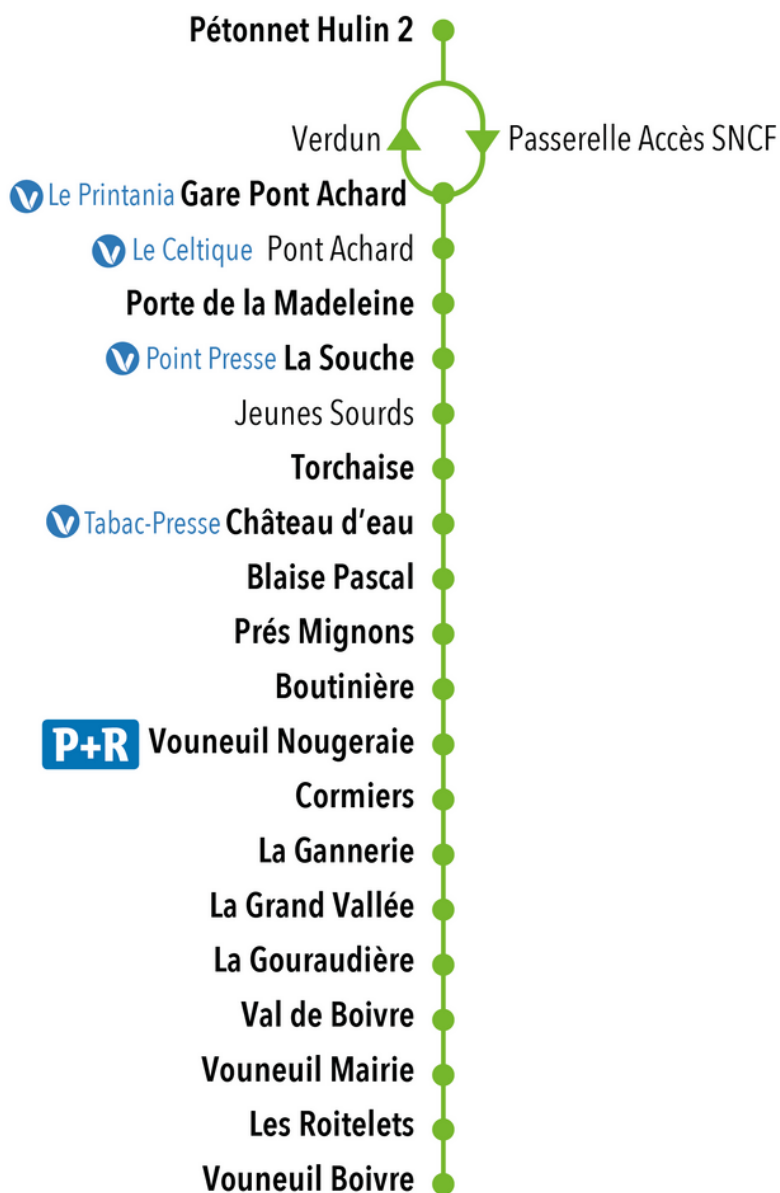 Pétonnet Hulin 2
Verdun Passerelle Accès SNCF
Le Printania Gare Pont Achard
Le Celtique Pont Achard
Porte de la Madeleine
Point Presse La Souche
Jeunes Sourds
Torchaise
Tabac-Presse Château d'eau
Blaise Pascal
Prés Mignons
Boutinière
P+R Vouneuil Nougeraie
Cormiers
La Gannerie
La Grand Vallée
La Gouraudière
Val de Boivre
Vouneuil Mairie
Les Roitelets
Vouneuil Boivre